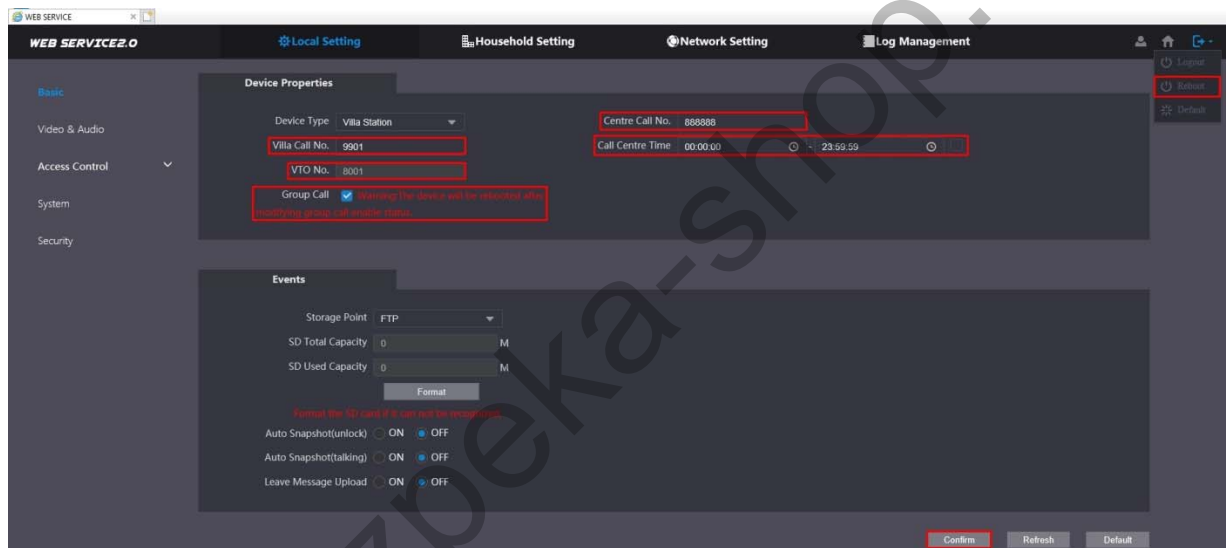 WEB SERVICE
WEB SERVICE2.0
Local Setting
Household Setting
Network Setting
Log Management
Logout
Reboot
Default
Basic
Video & Audio
Access Control
System
Security
Device Properties
Device Type Villa Station
Centre Call No. 888888
Villa Call No. 9901
Call Centre Time 00:00:00 - 23:59:59
VTO No. 8001
Group Call Warning:the device will be rebooted after
modifying group call enable status.
Events
Storage Point FTP
SD Total Capacity 0 M
SD Used Capacity 0 M
Format
Format the SD card if it can not be recognized.
Auto Snapshot(unlock) ON OFF
Auto Snapshot(talking) ON OFF
Leave Message Upload ON OFF
Confirm Refresh Default
zpeka-shop.